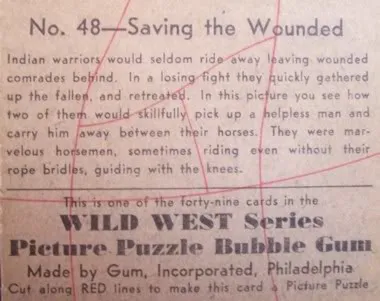 No. 48—Saving the Wounded
Indian warriors would seldom ride away leaving wounded
comrades behind. In a losing fight they quickly gathered
up the fallen, and retreated. In this picture you see how
two of them would skillfully pick up a helpless man and
carry him away between their horses. They were mar-
velous horsemen, sometimes riding even without their
rope bridles, guiding with the knees.
This is one of the forty-nine cards in the
WILD WEST Series
Picture Puzzle Bubble Gum
Made by Gum, Incorporated, Philadelphia
Cut along RED lines to make this card a Picture Puzzle